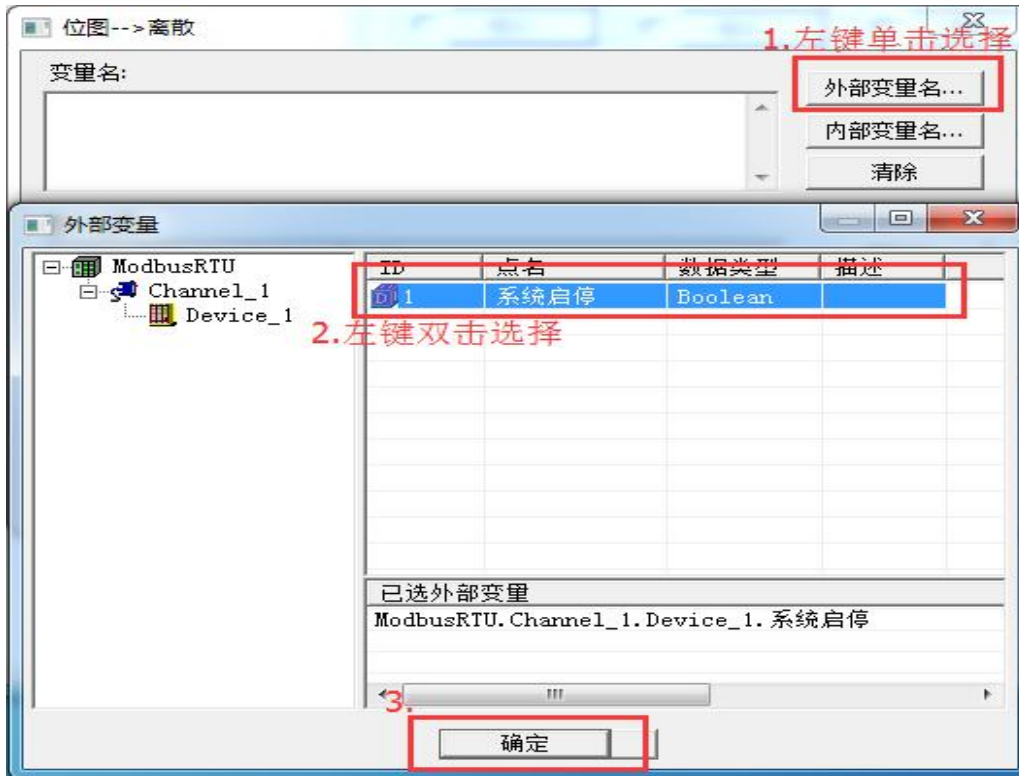 位图-->离散
1.左键单击选择
变量名:
外部变量名...
内部变量名...
清除
外部变量
ModbusRTU
Channel_1
Device_1
ID 点名 数据类型 描述
1 系统启停 Boolean
2.左键双击选择
已选外部变量
ModbusRTU.Channel_1.Device_1.系统启停
3.
确定